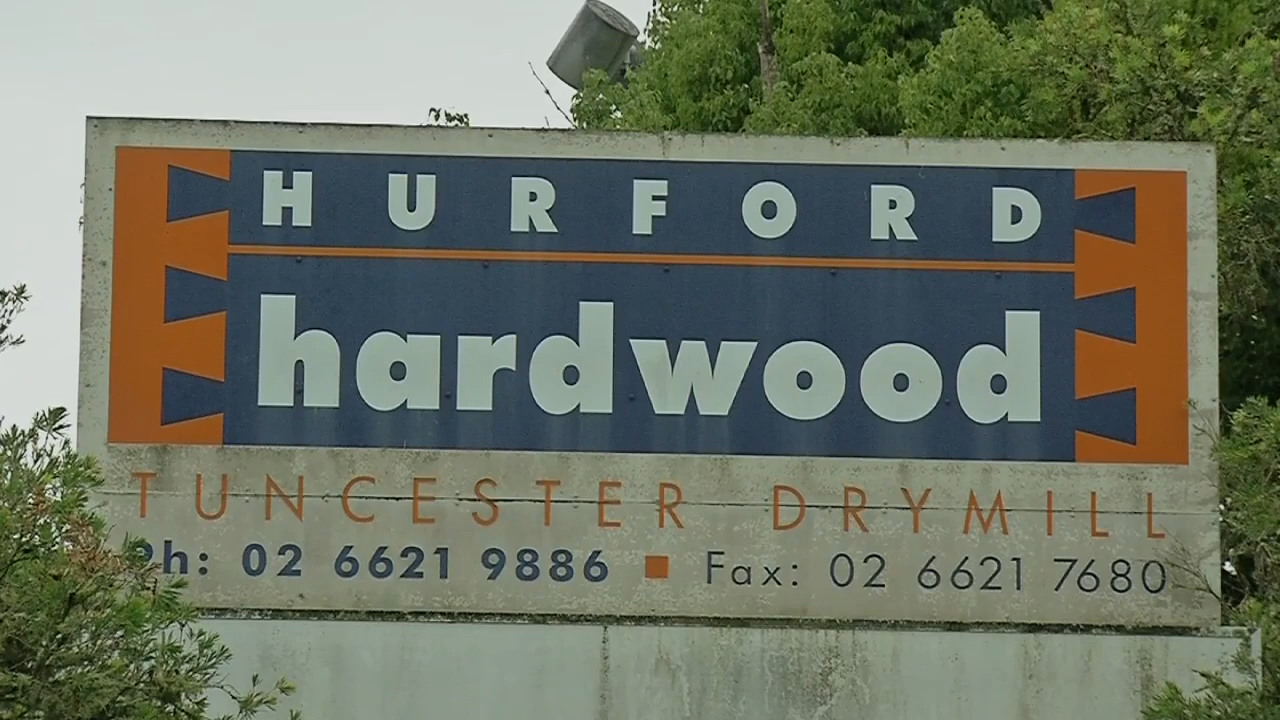 HURFORD
hardwood
TUNCESTER DRYMILL
Ph: 02 6621 9886 ■ Fax: 02 6621 7680